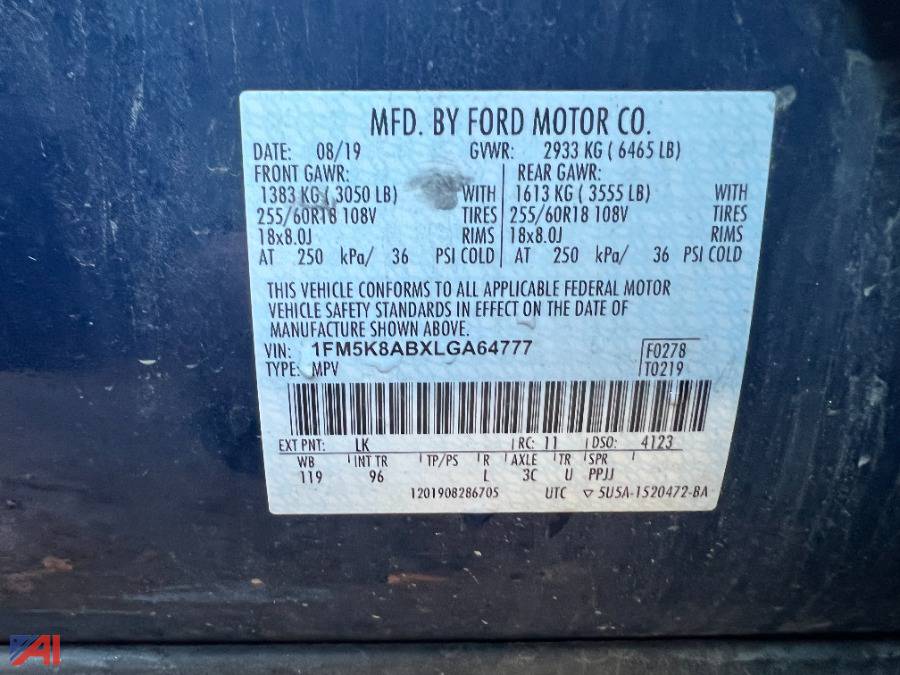 MFD. BY FORD MOTOR CO.
DATE: 08/19 GVWR: 2933 KG ( 6465 LB)
FRONT GAWR: REAR GAWR:
1383 KG ( 3050 LB) WITH 1613 KG ( 3555 LB) WITH
255/60R18 108V TIRES 255/60R18 108V TIRES
18x8.0J RIMS 18x8.0J RIMS
AT 250 kPa/ 36 PSI COLD AT 250 kPa/ 36 PSI COLD
THIS VEHICLE CONFORMS TO ALL APPLICABLE FEDERAL MOTOR
VEHICLE SAFETY STANDARDS IN EFFECT ON THE DATE OF
MANUFACTURE SHOWN ABOVE.
VIN: 1FM5K8ABXLGA64777 F0278
TYPE: MPV T0219
EXT PNT: LK RC: 11 DSO: 4123
WB INT TR TP/PS R AXLE TR SPR
119 96 L 3C U PPJJ
1201908286705 UTC ▽ 5U5A-1520472-BA
AI